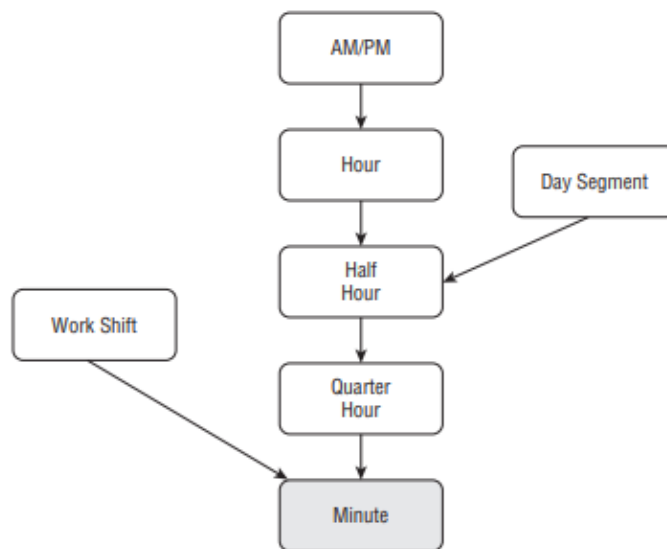 AM/PM
Hour
Day Segment
Half
Hour
Work Shift
Quarter
Hour
Minute